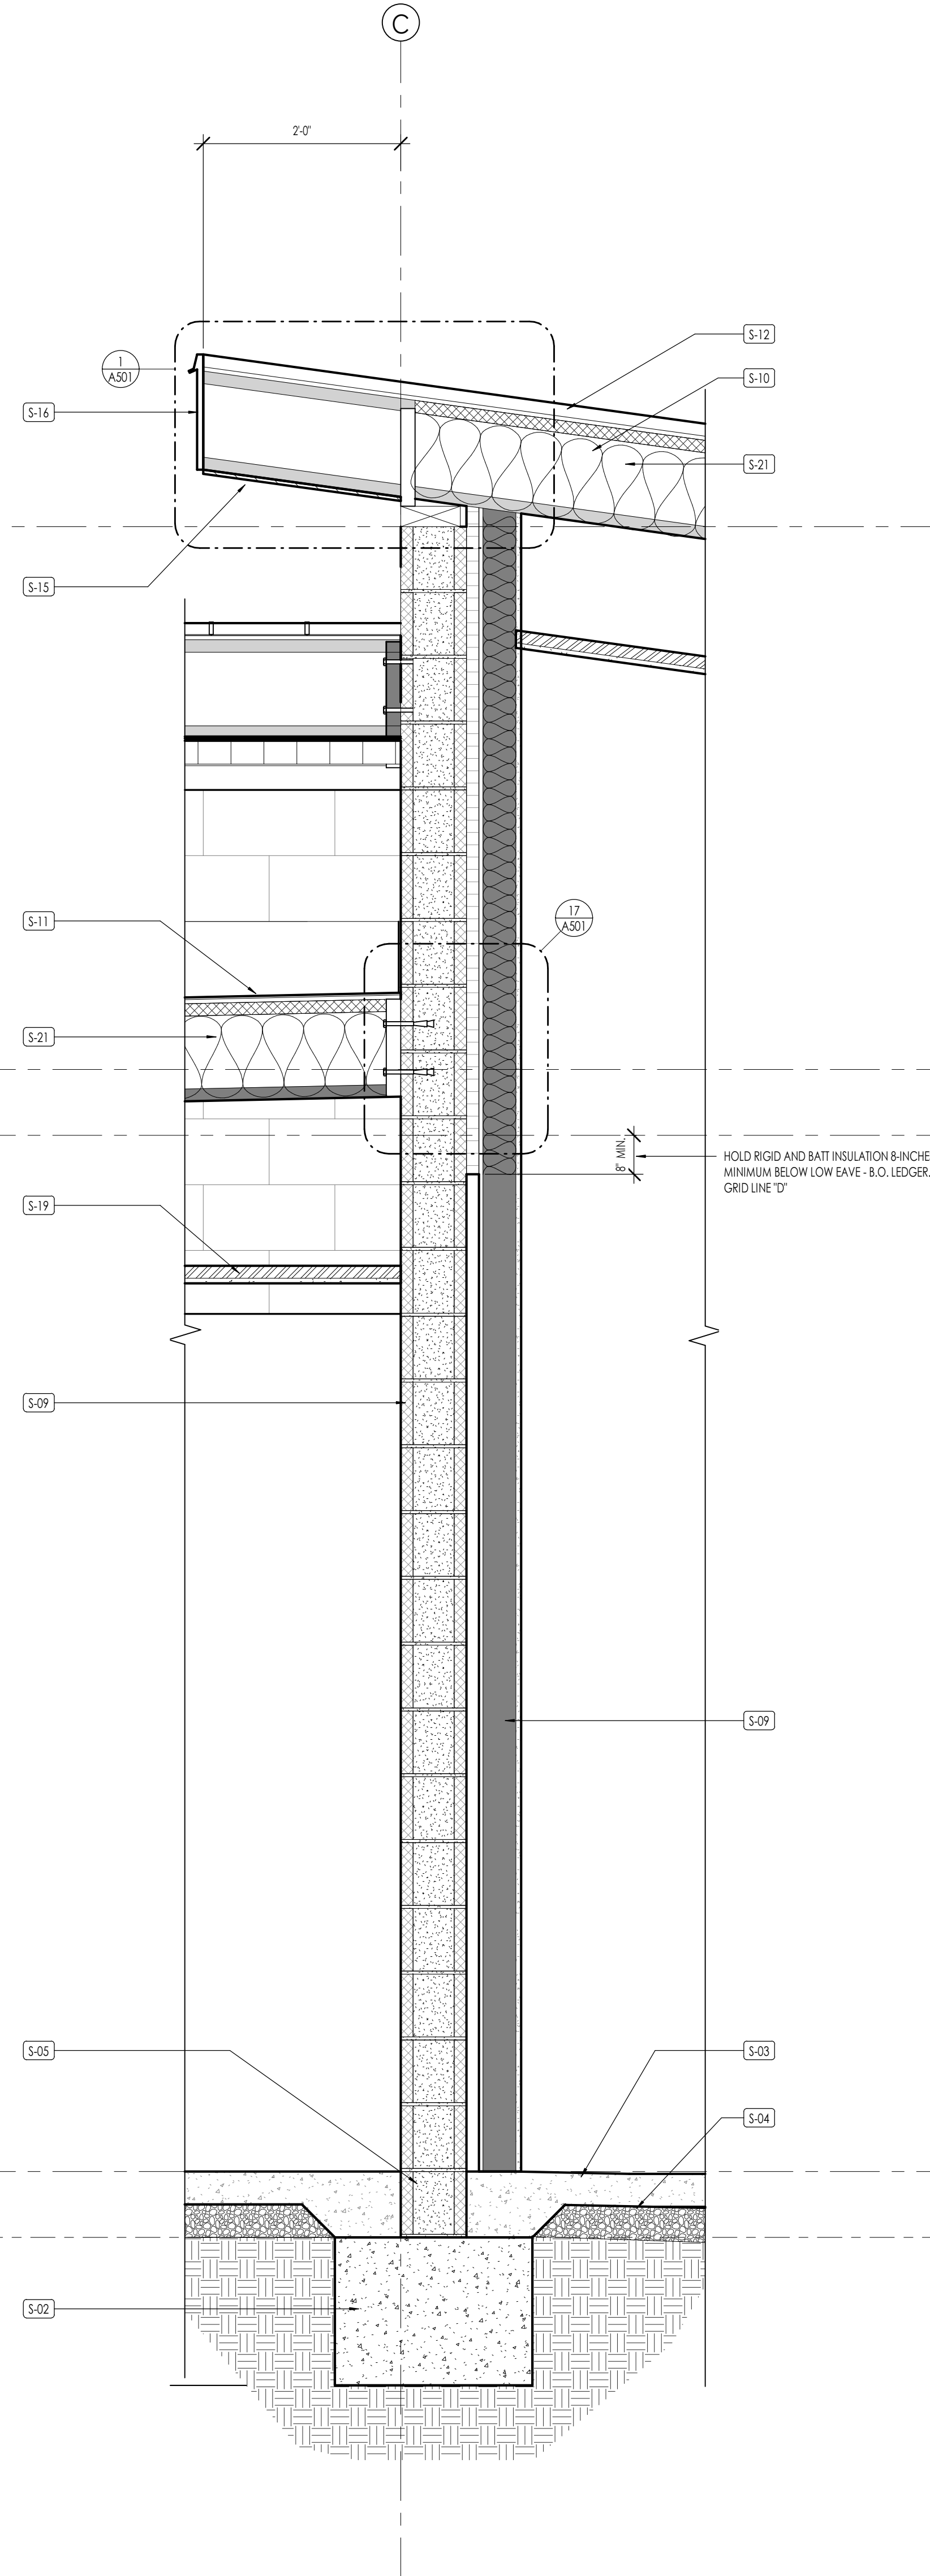 C
2'-0"
S-12
1
A501
S-10
S-16
S-21
S-15
S-11
17
A501
S-21
8" MIN.
HOLD RIGID AND BATT INSULATION 8-INCHE
MINIMUM BELOW LOW EAVE - B.O. LEDGER.
GRID LINE "D"
S-19
S-09
S-09
S-05
S-03
S-04
S-02